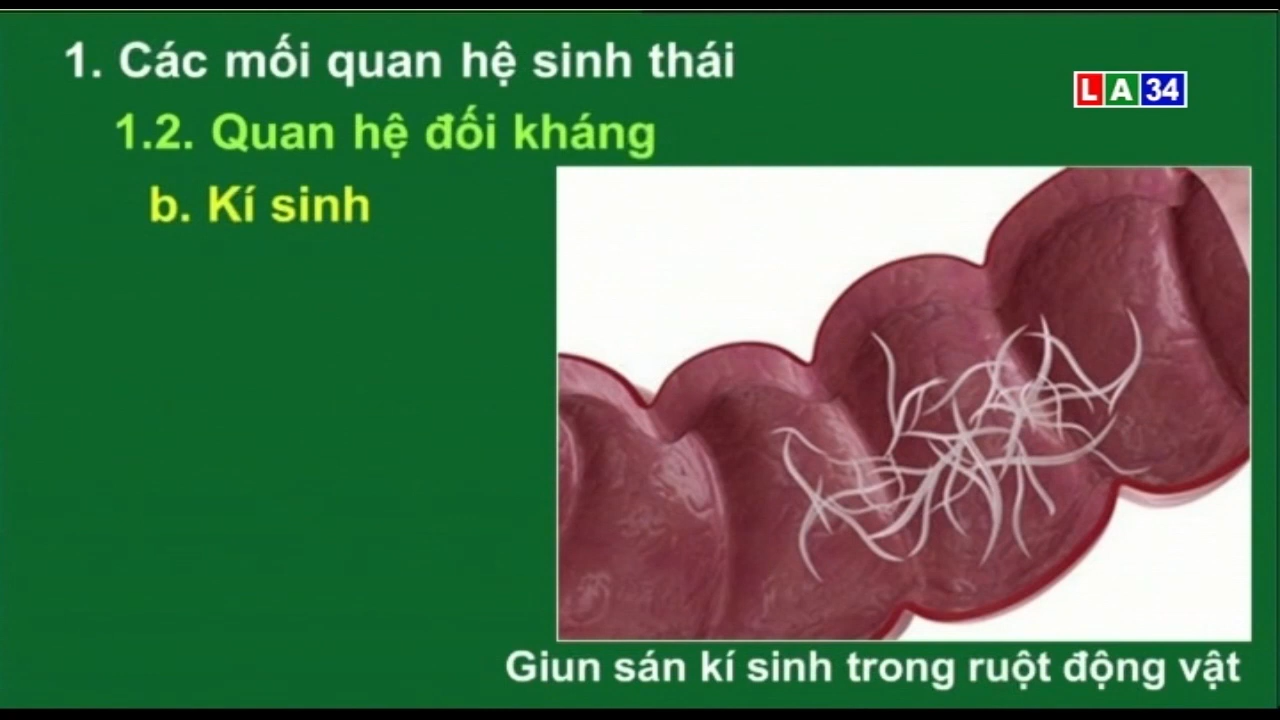 1. Các mối quan hệ sinh thái
LA34
1.2. Quan hệ đối kháng
b. Kí sinh
Giun sán kí sinh trong ruột động vật